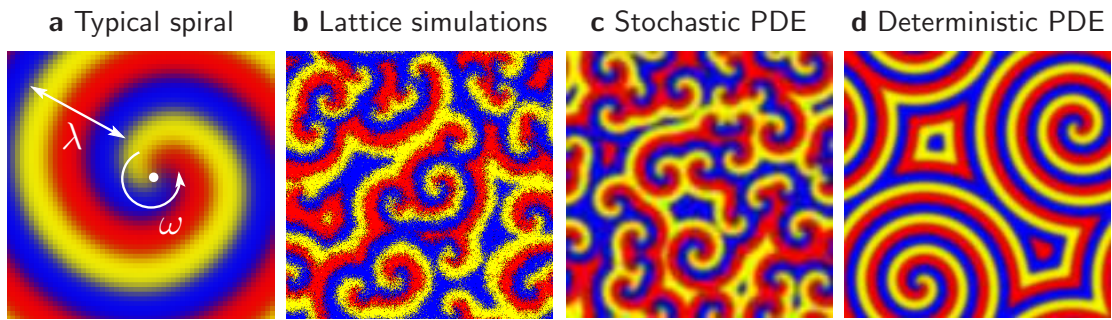 a Typical spiral
b Lattice simulations
c Stochastic PDE
d Deterministic PDE
λ
ω